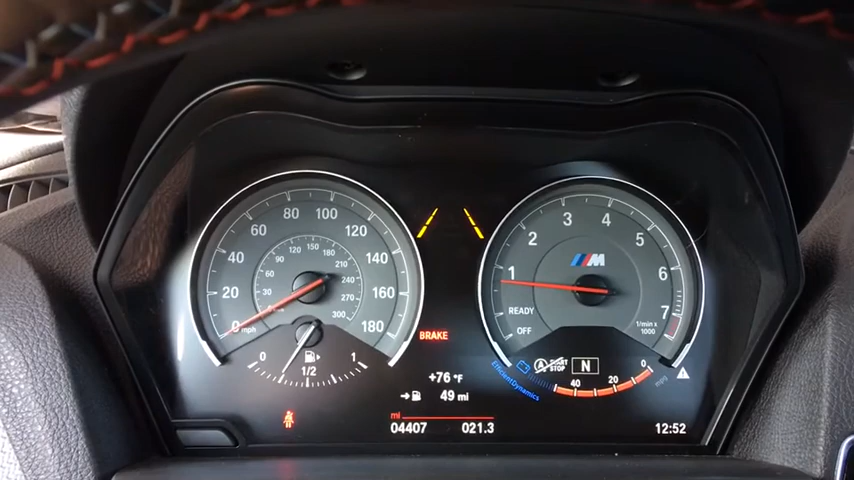 0 20 40 60 80 100 120 140 160 180
mph
30 60 90 120 150 180 210 240 270 300
0 1/2 1
BRAKE
+76 °F
49 mi
mi
04407 021.3
1 2 3 4 5 6 7
M
READY
OFF
1/min x
1000
START
STOP
N
40 20 0
mpg
EfficientDynamics
12:52